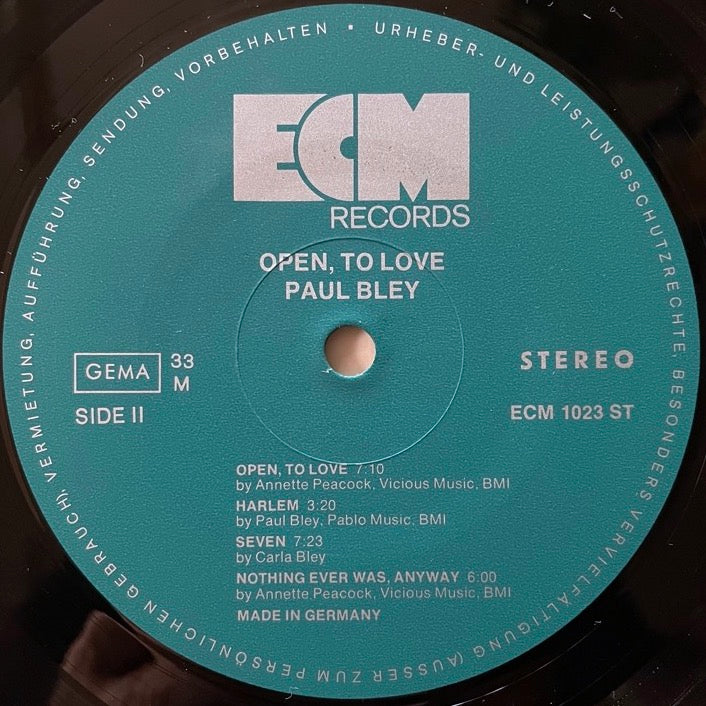 URHEBER- UND LEISTUNGSSCHUTZRECHTE, BESONDERS VERVIELFÄLTIGUNG (AUSSER ZUM PERSÖNLICHEN GEBRAUCH), VERMIETUNG, AUFFÜHRUNG, SENDUNG, VORBEHALTEN •
ECM
RECORDS
OPEN, TO LOVE
PAUL BLEY
GEMA 33 M
STEREO
SIDE II
ECM 1023 ST
OPEN, TO LOVE 7:10
by Annette Peacock, Vicious Music, BMI
HARLEM 3:20
by Paul Bley, Pablo Music, BMI
SEVEN 7:23
by Carla Bley
NOTHING EVER WAS, ANYWAY 6:00
by Annette Peacock, Vicious Music, BMI
MADE IN GERMANY